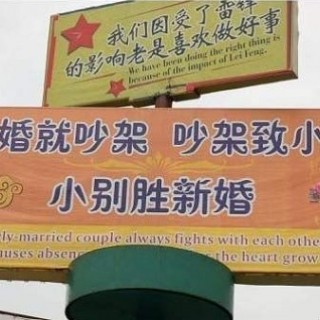 我们因受了雷锋
的影响老是喜欢做好事
We have been doing the right thing is
because of the impact of Lei Feng.
婚就吵架 吵架致小
小别胜新婚
ly-married couple always fights with each othe
uses absenc the heart grow